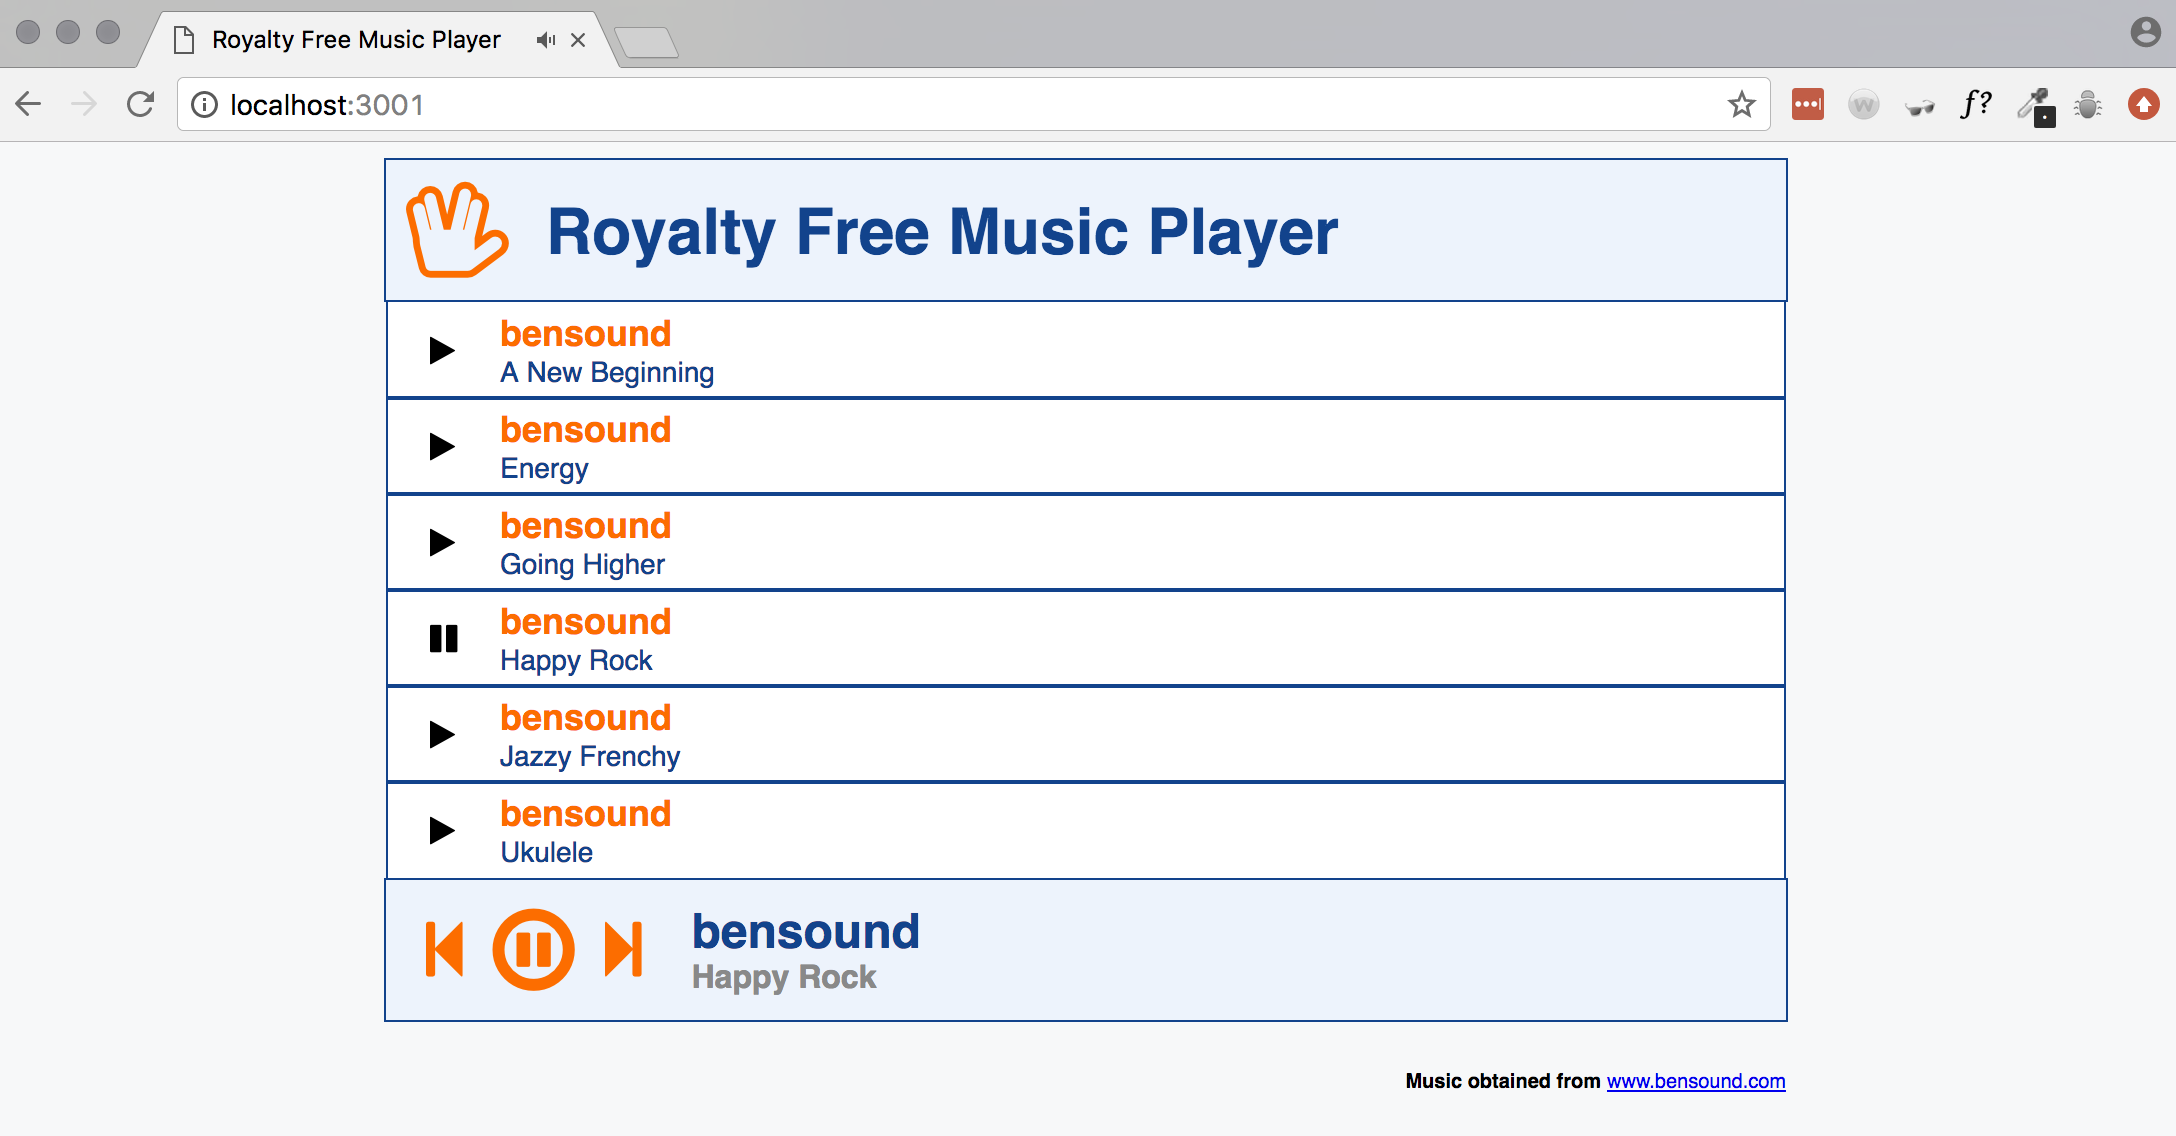 Royalty Free Music Player
localhost:3001
f?
Royalty Free Music Player
bensound
A New Beginning
bensound
Energy
bensound
Going Higher
bensound
Happy Rock
bensound
Jazzy Frenchy
bensound
Ukulele
bensound
Happy Rock
Music obtained from www.bensound.com